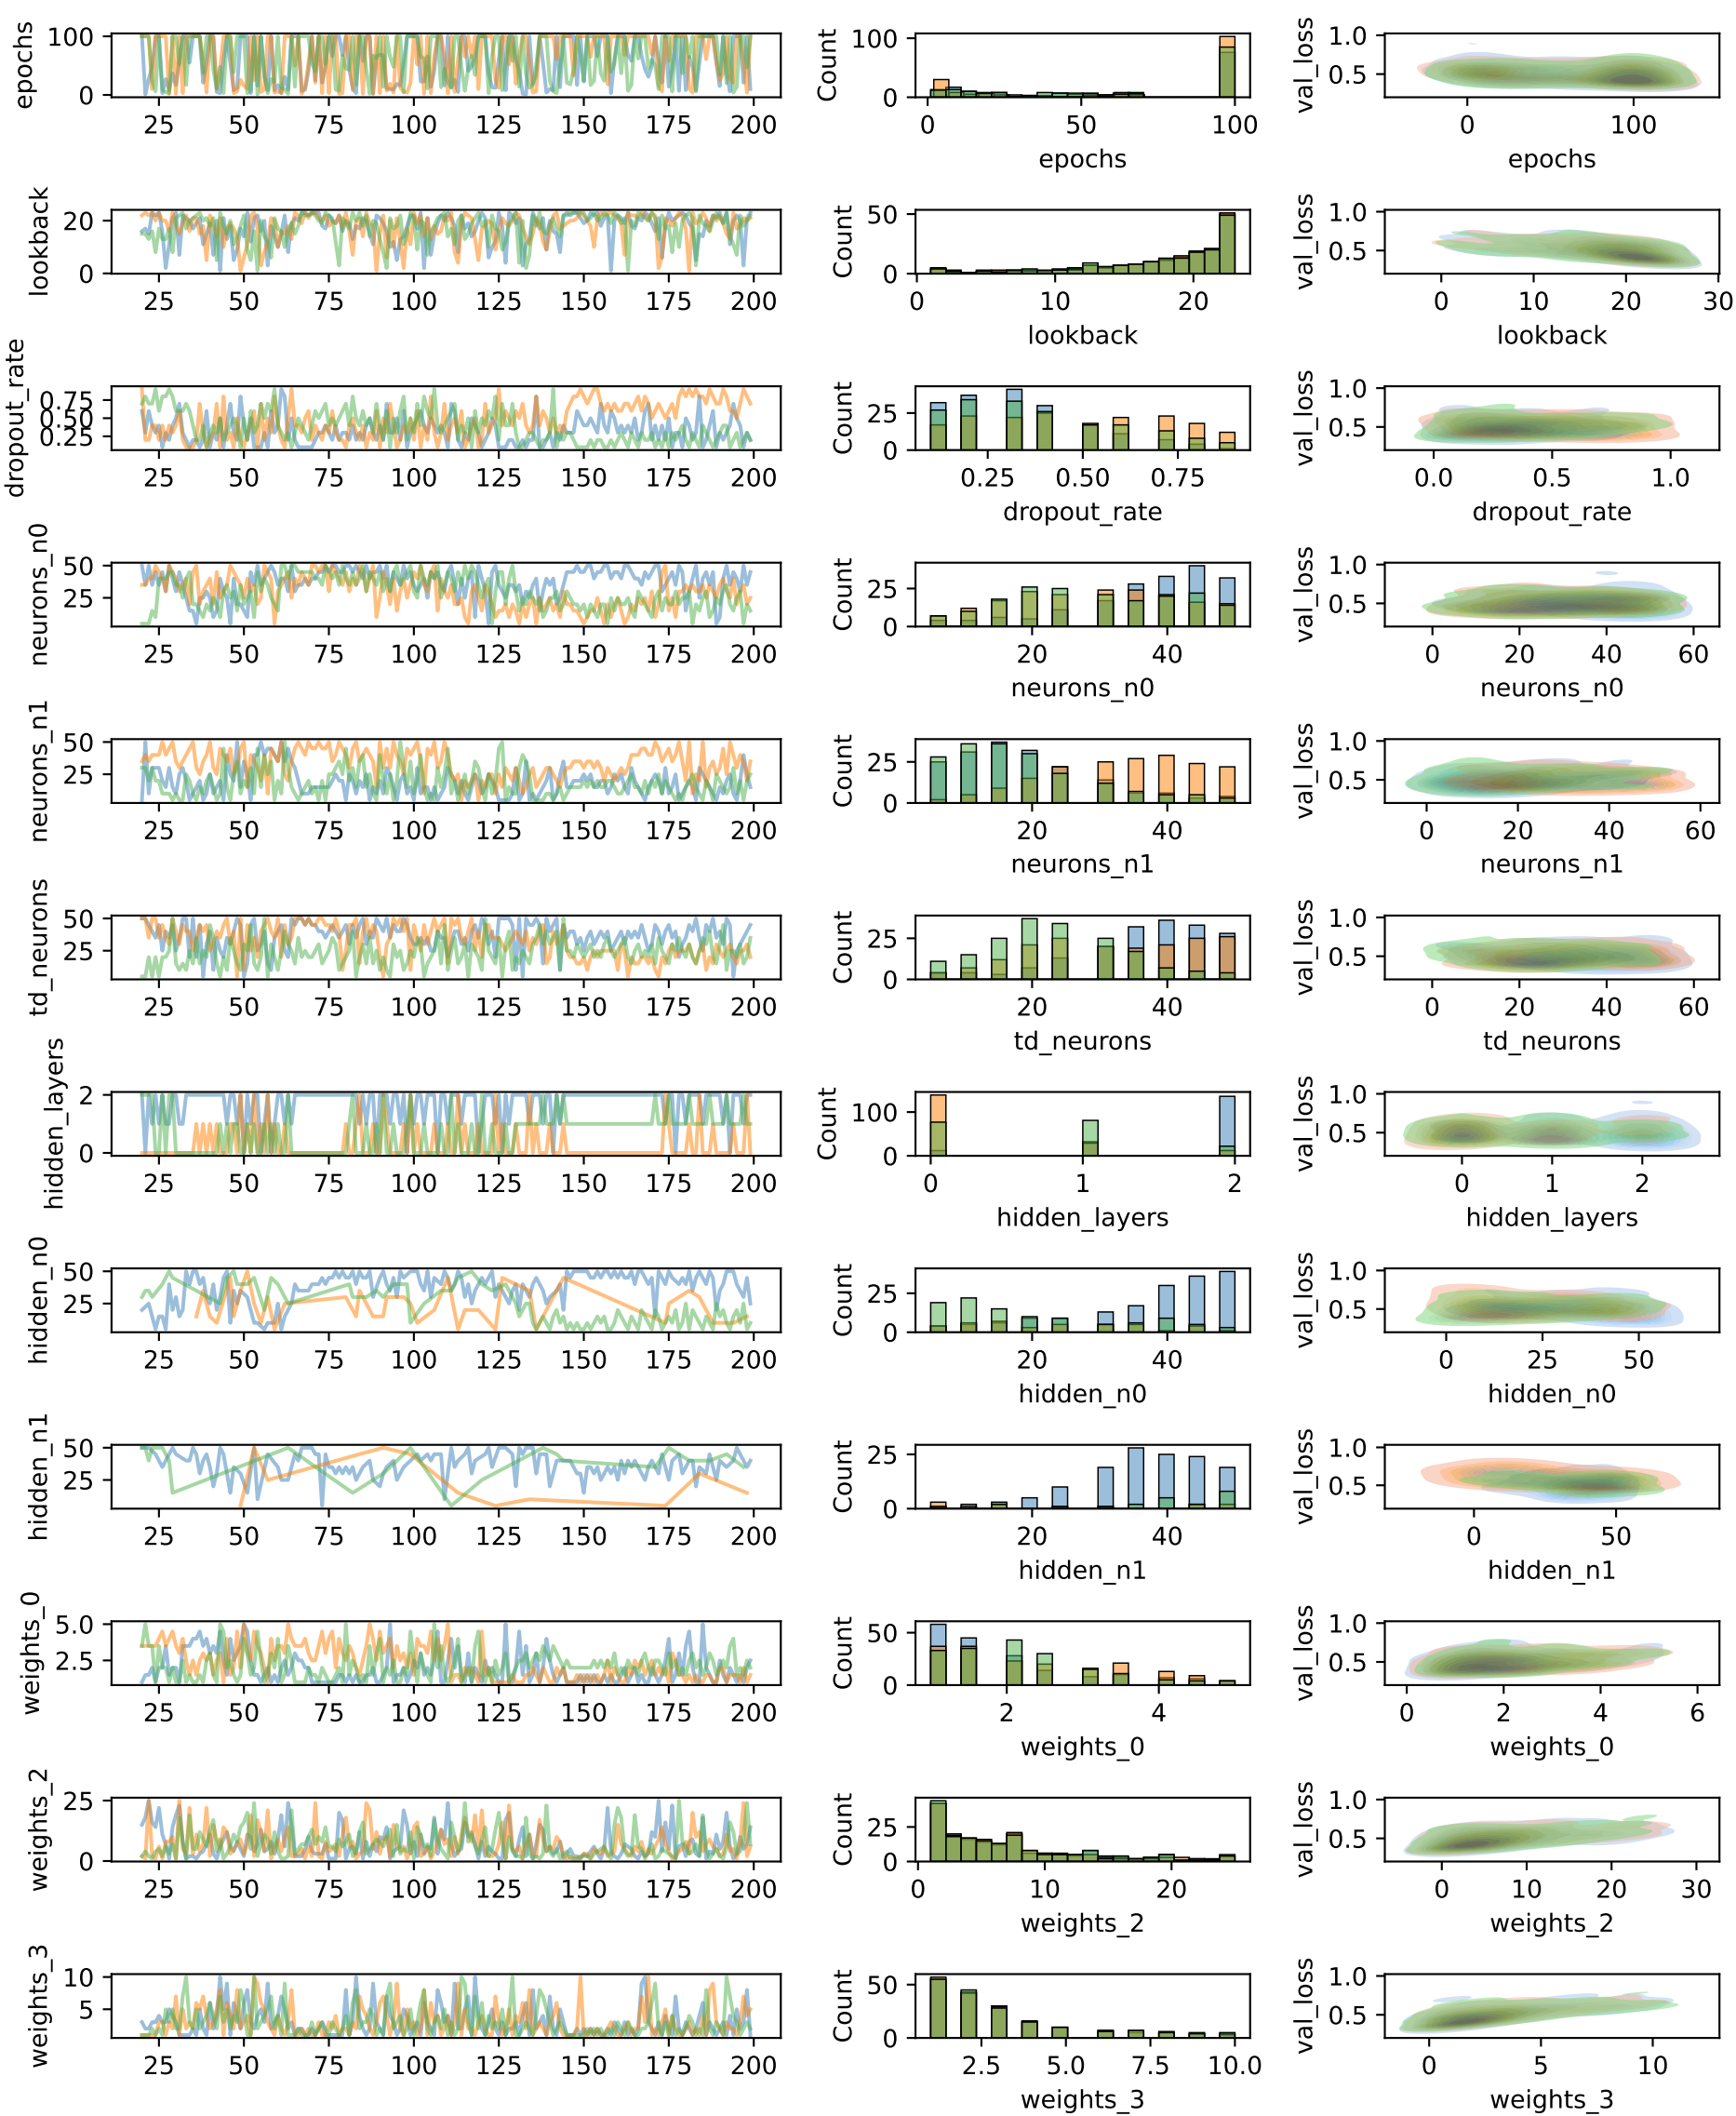 epochs
100
0
25 50 75 100 125 150 175 200
Count
100
0
0 50 100
epochs
val_loss
1.0
0.5
0 100
epochs
lookback
20
0
25 50 75 100 125 150 175 200
Count
50
0
0 10 20
lookback
val_loss
1.0
0.5
0 10 20 30
lookback
dropout_rate
0.75
0.50
0.25
25 50 75 100 125 150 175 200
Count
25
0
0.25 0.50 0.75
dropout_rate
val_loss
1.0
0.5
0.0 0.5 1.0
dropout_rate
neurons_n0
50
25
25 50 75 100 125 150 175 200
Count
25
0
20 40
neurons_n0
val_loss
1.0
0.5
0 20 40 60
neurons_n0
neurons_n1
50
25
25 50 75 100 125 150 175 200
Count
25
0
20 40
neurons_n1
val_loss
1.0
0.5
0 20 40 60
neurons_n1
td_neurons
50
25
25 50 75 100 125 150 175 200
Count
25
0
20 40
td_neurons
val_loss
1.0
0.5
0 20 40 60
td_neurons
hidden_layers
2
0
25 50 75 100 125 150 175 200
Count
100
0
0 1 2
hidden_layers
val_loss
1.0
0.5
0 1 2
hidden_layers
hidden_n0
50
25
25 50 75 100 125 150 175 200
Count
25
0
20 40
hidden_n0
val_loss
1.0
0.5
0 25 50
hidden_n0
hidden_n1
50
25
25 50 75 100 125 150 175 200
Count
25
0
20 40
hidden_n1
val_loss
1.0
0.5
0 50
hidden_n1
weights_0
5.0
2.5
25 50 75 100 125 150 175 200
Count
50
0
2 4
weights_0
val_loss
1.0
0.5
0 2 4 6
weights_0
weights_2
25
0
25 50 75 100 125 150 175 200
Count
25
0
0 10 20
weights_2
val_loss
1.0
0.5
0 10 20 30
weights_2
weights_3
10
5
25 50 75 100 125 150 175 200
Count
50
0
2.5 5.0 7.5 10.0
weights_3
val_loss
1.0
0.5
0 5 10
weights_3